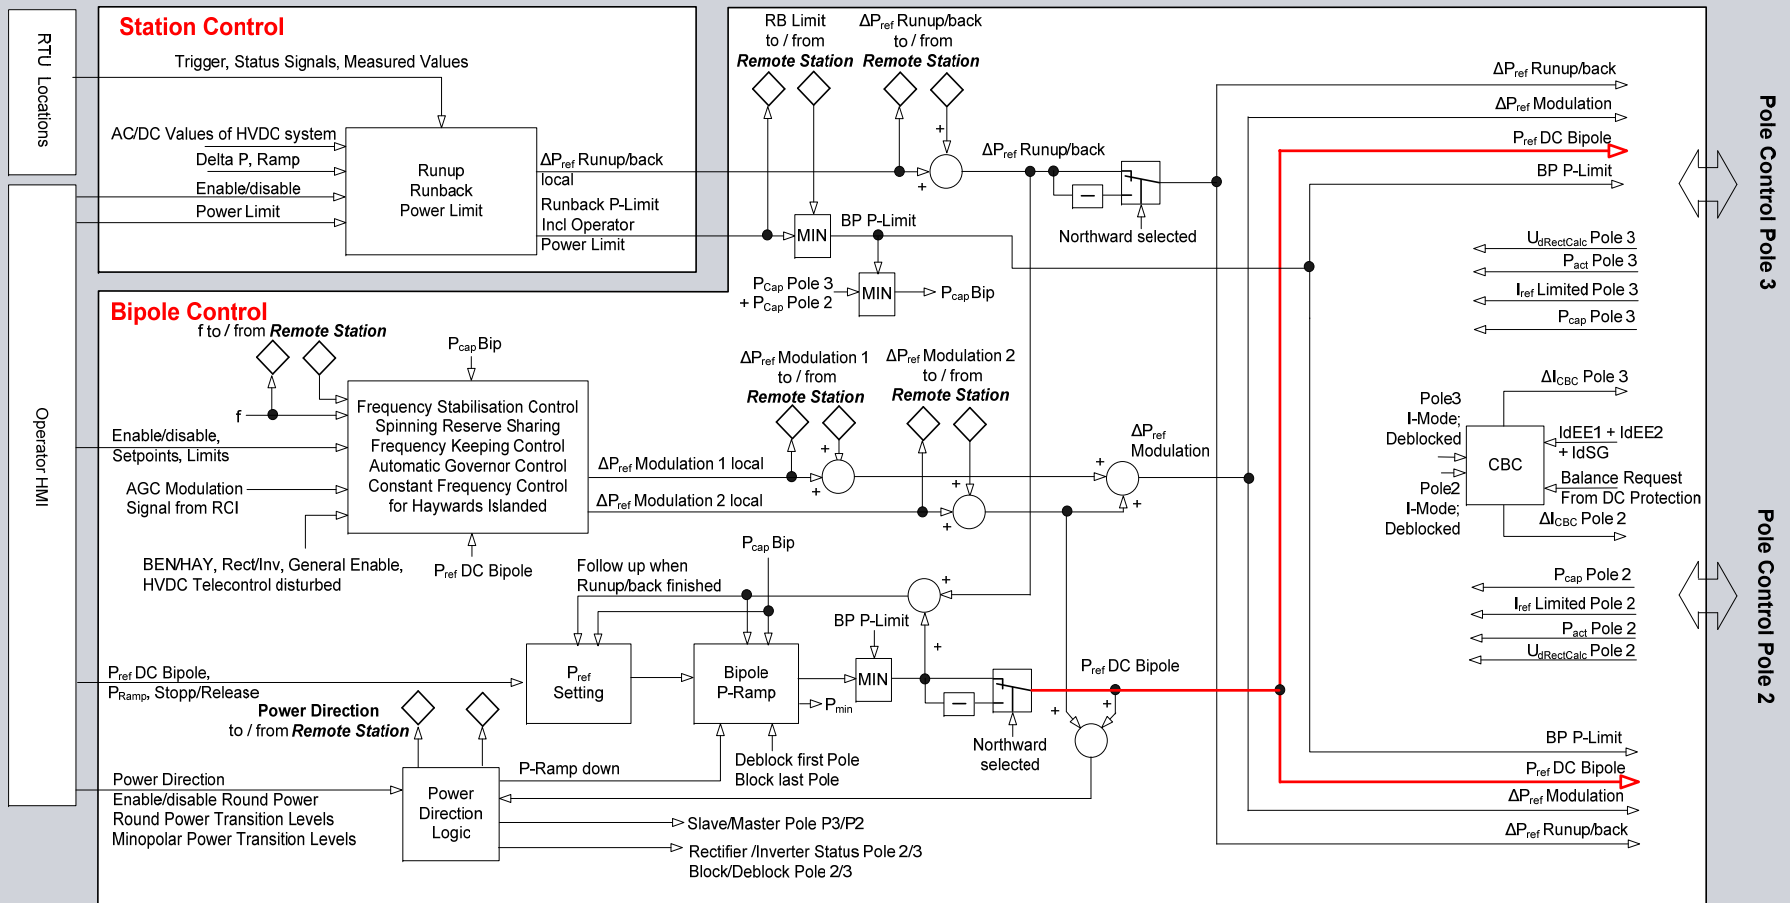 RTU Locations
Operator HMI
Station Control
Trigger, Status Signals, Measured Values
AC/DC Values of HVDC system
Delta P, Ramp
Enable/disable
Power Limit
Runup
Runback
Power Limit
ΔPref Runup/back
local
Runback P-Limit
Incl Operator
Power Limit
RB Limit
to / from
Remote Station
ΔPref Runup/back
to / from
Remote Station
+
+
ΔPref Runup/back
−
Northward selected
MIN
BP P-Limit
PCap Pole 3
+ PCap Pole 2
MIN
PcapBip
ΔPref Runup/back
ΔPref Modulation
Pref DC Bipole
BP P-Limit
UdRectCalc Pole 3
Pact Pole 3
Iref Limited Pole 3
Pcap Pole 3
Pole Control Pole 3
Bipole Control
f to / from Remote Station
PcapBip
f
Enable/disable,
Setpoints, Limits
AGC Modulation
Signal from RCI
BEN/HAY, Rect/Inv, General Enable,
HVDC Telecontrol disturbed
Frequency Stabilisation Control
Spinning Reserve Sharing
Frequency Keeping Control
Automatic Governor Control
Constant Frequency Control
for Haywards Islanded
Pref DC Bipole
ΔPref Modulation 1 local
ΔPref Modulation 2 local
ΔPref Modulation 1
to / from
Remote Station
ΔPref Modulation 2
to / from
Remote Station
+
+
+
+
+
+
ΔPref
Modulation
ΔICBC Pole 3
Pole3
I-Mode;
Deblocked
Pole2
I-Mode;
Deblocked
CBC
IdEE1 + IdEE2
+ IdSG
Balance Request
From DC Protection
ΔICBC Pole 2
PcapBip
Follow up when
Runup/back finished
+
+
BP P-Limit
Pref DC Bipole,
PRamp, Stopp/Release
Pref
Setting
Bipole
P-Ramp
MIN
Pmin
−
Northward
selected
Pref DC Bipole
+
+
Deblock first Pole
Block last Pole
Power Direction
to / from Remote Station
P-Ramp down
Power Direction
Enable/disable Round Power
Round Power Transition Levels
Minopolar Power Transition Levels
Power
Direction
Logic
Slave/Master Pole P3/P2
Rectifier /Inverter Status Pole 2/3
Block/Deblock Pole 2/3
Pcap Pole 2
Iref Limited Pole 2
Pact Pole 2
UdRectCalc Pole 2
BP P-Limit
Pref DC Bipole
ΔPref Modulation
ΔPref Runup/back
Pole Control Pole 2